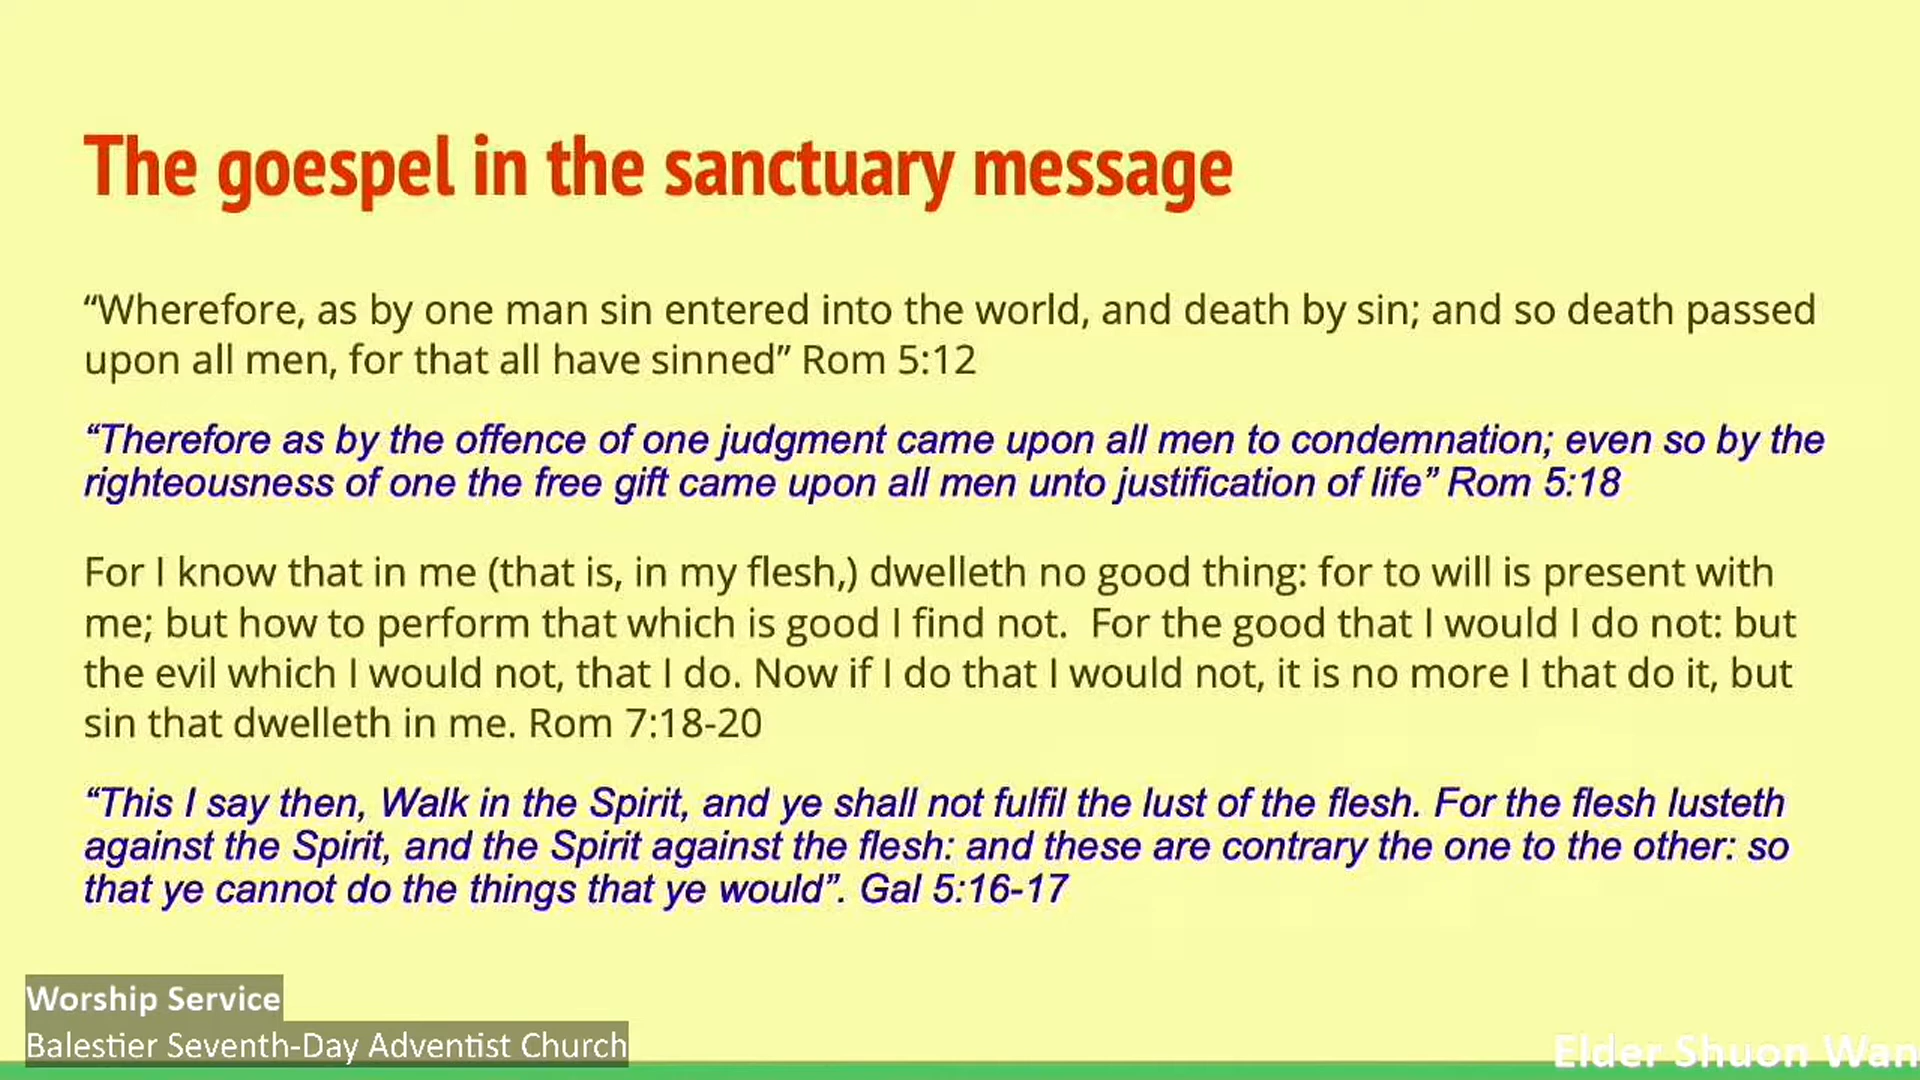 The goespel in the sanctuary message
“Wherefore, as by one man sin entered into the world, and death by sin; and so death passed
upon all men, for that all have sinned” Rom 5:12
“Therefore as by the offence of one judgment came upon all men to condemnation; even so by the
righteousness of one the free gift came upon all men unto justification of life” Rom 5:18
For I know that in me (that is, in my flesh,) dwelleth no good thing: for to will is present with
me; but how to perform that which is good I find not.  For the good that I would I do not: but
the evil which I would not, that I do. Now if I do that I would not, it is no more I that do it, but
sin that dwelleth in me. Rom 7:18-20
“This I say then, Walk in the Spirit, and ye shall not fulfil the lust of the flesh. For the flesh lusteth
against the Spirit, and the Spirit against the flesh: and these are contrary the one to the other: so
that ye cannot do the things that ye would”. Gal 5:16-17
Worship Service
Balestier Seventh-Day Adventist Church
Elder Shuon Wan